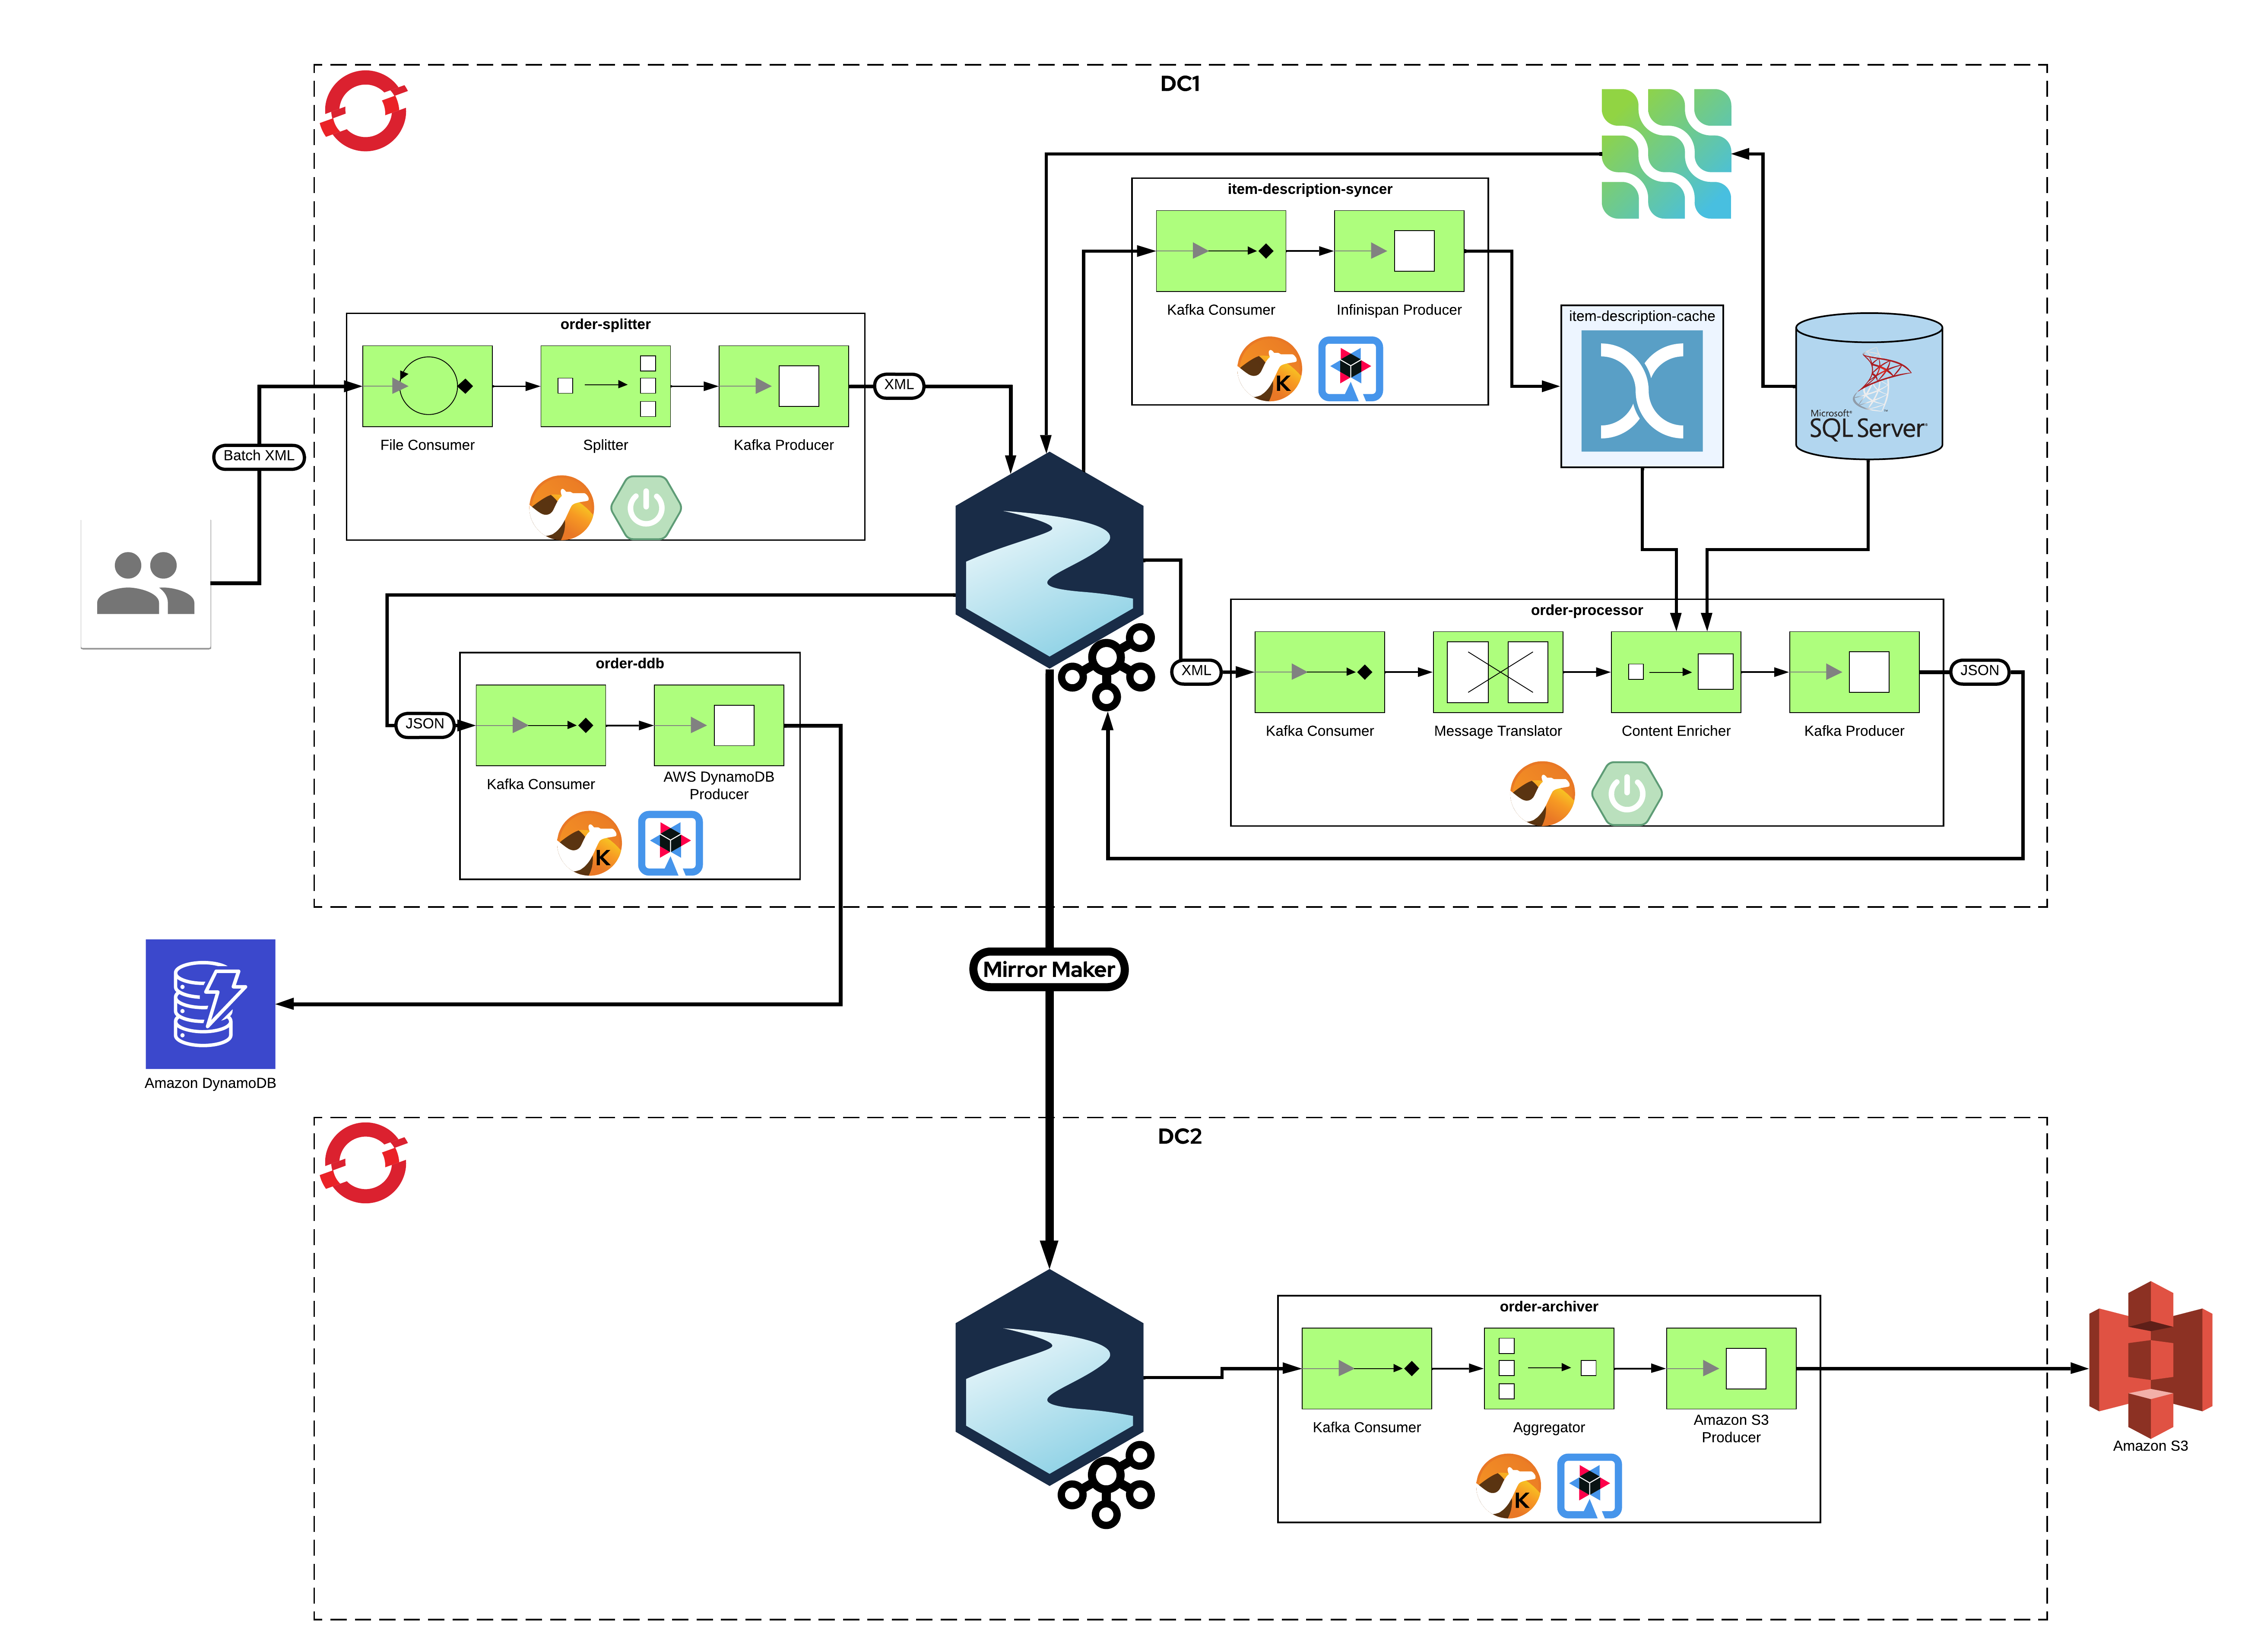 DC1
item-description-syncer
Kafka Consumer
Infinispan Producer
K
item-description-cache
Microsoft®
SQL Server
order-splitter
File Consumer
Splitter
Kafka Producer
XML
Batch XML
order-processor
XML
Kafka Consumer
Message Translator
Content Enricher
Kafka Producer
JSON
order-ddb
JSON
Kafka Consumer
AWS DynamoDB
Producer
K
Mirror Maker
Amazon DynamoDB
DC2
order-archiver
Kafka Consumer
Aggregator
Amazon S3
Producer
K
Amazon S3